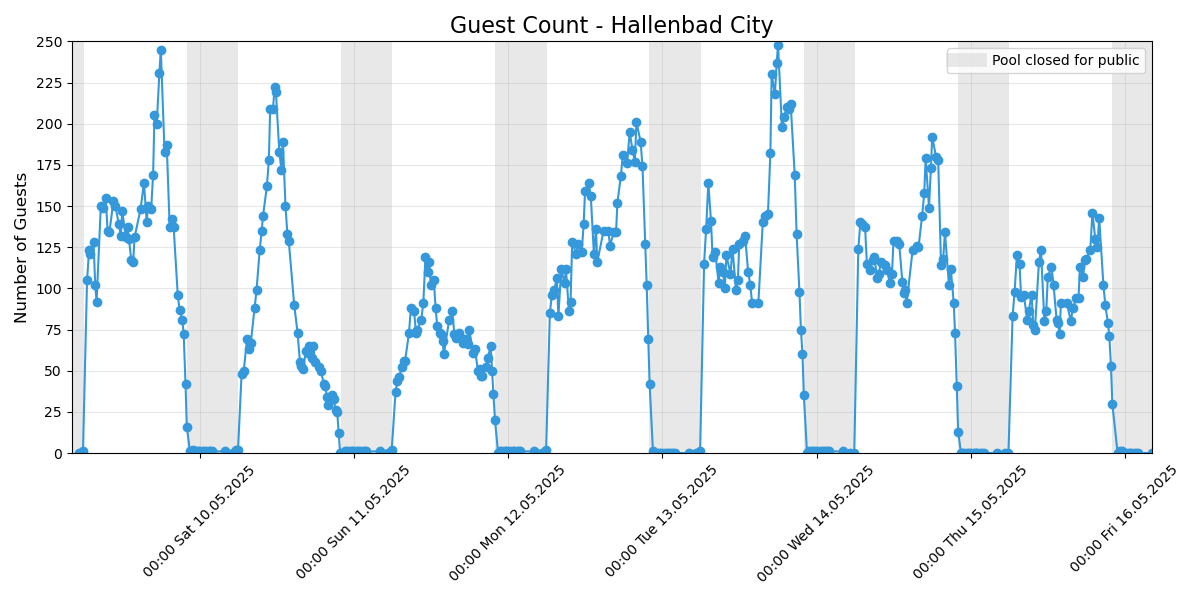 Guest Count - Hallenbad City
Pool closed for public
Number of Guests
250
225
200
175
150
125
100
75
50
25
0
00:00 Sat 10.05.2025
00:00 Sun 11.05.2025
00:00 Mon 12.05.2025
00:00 Tue 13.05.2025
00:00 Wed 14.05.2025
00:00 Thu 15.05.2025
00:00 Fri 16.05.2025